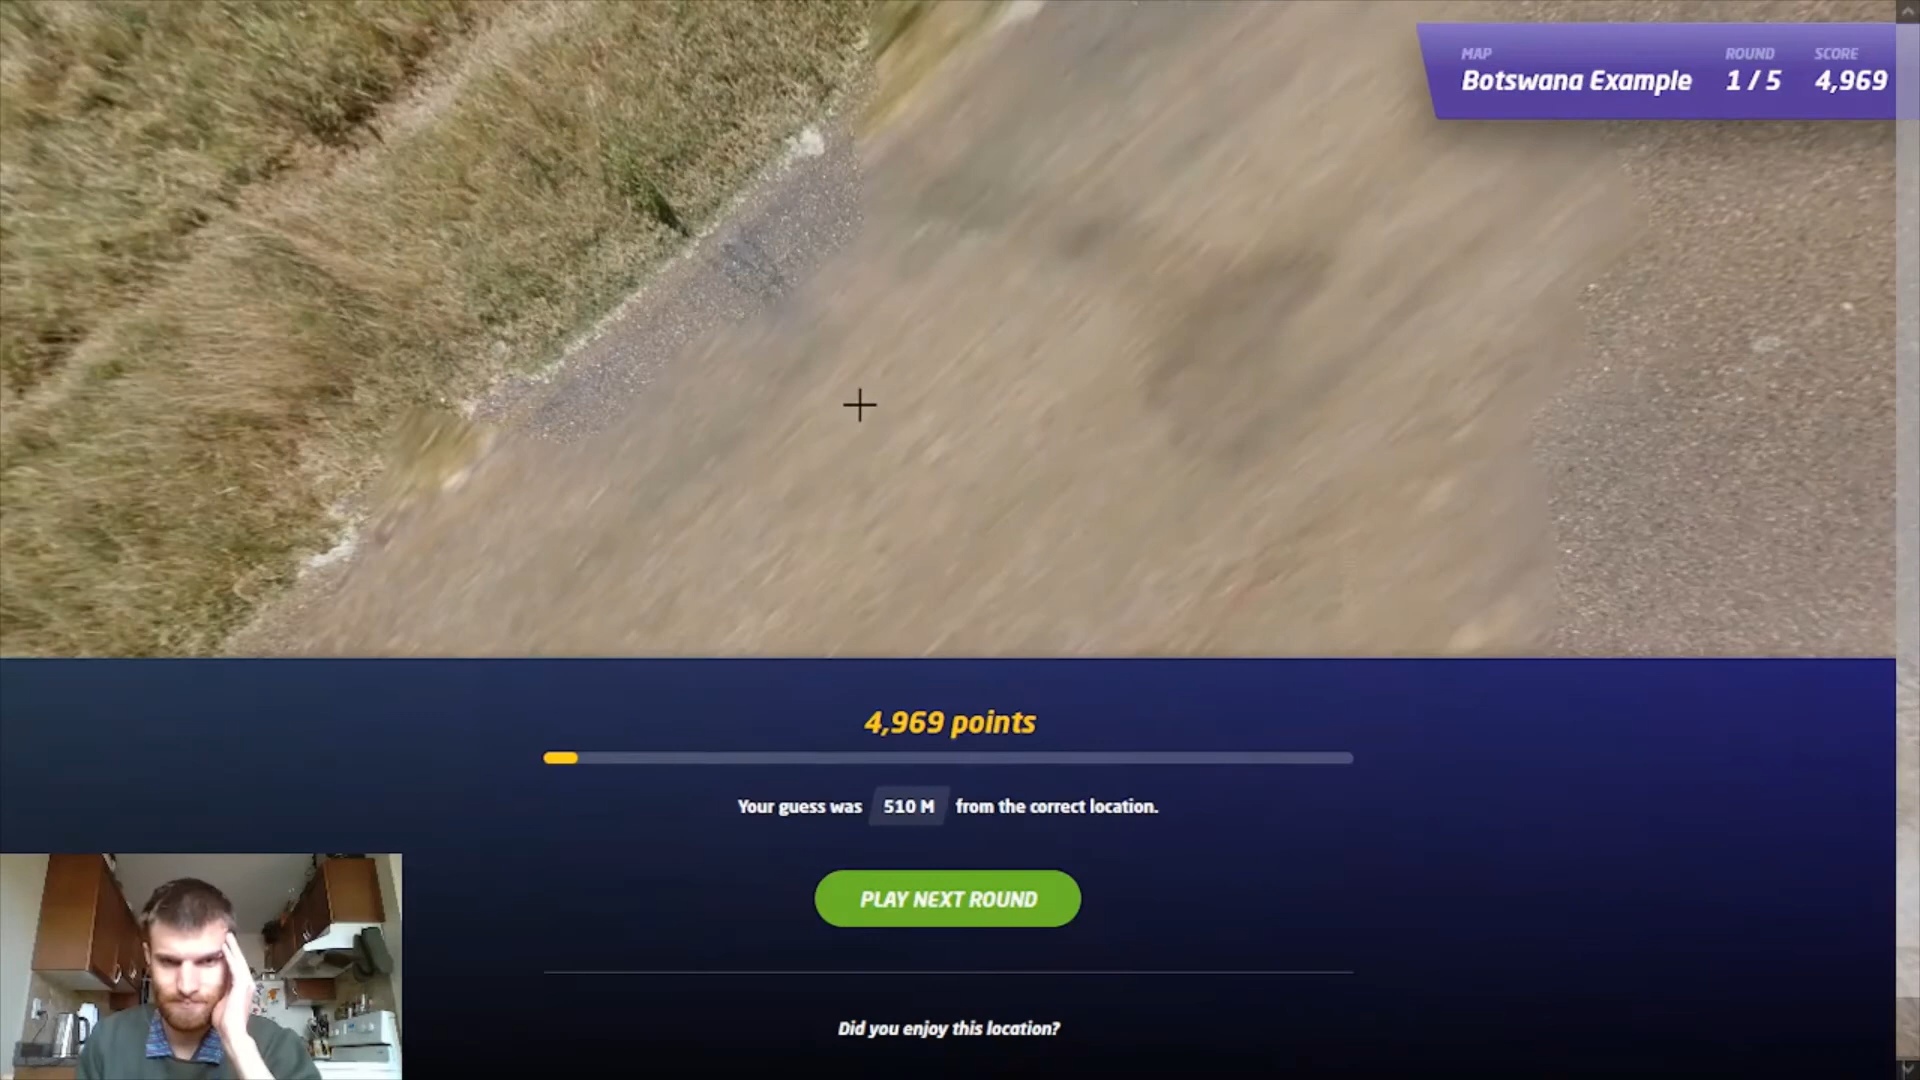 MAP ROUND SCORE
Botswana Example 1 / 5 4,969
4,969 points
Your guess was 510 M from the correct location.
PLAY NEXT ROUND
Did you enjoy this location?